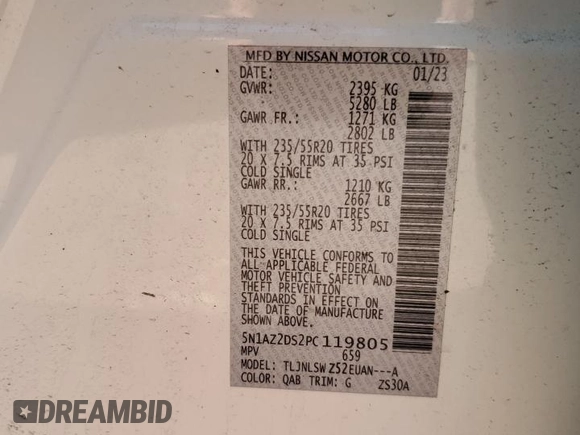 MFD BY NISSAN MOTOR CO., LTD.
DATE: 01/23
GVWR: 2395 KG
5280 LB
GAWR FR.: 1271 KG
2802 LB
WITH 235/55R20 TIRES
20 X 7.5 RIMS AT 35 PSI
COLD SINGLE
GAWR RR.: 1210 KG
2667 LB
WITH 235/55R20 TIRES
20 X 7.5 RIMS AT 35 PSI
COLD SINGLE
THIS VEHICLE CONFORMS TO
ALL APPLICABLE FEDERAL
MOTOR VEHICLE SAFETY AND
THEFT PREVENTION
STANDARDS IN EFFECT ON
THE DATE OF MANUFACTURE
SHOWN ABOVE.
5N1AZ2DS2PC119805
MPV 659
MODEL: TLJNLSW Z52EUAN---A
COLOR: QAB TRIM: G ZS30A
DREAMBID